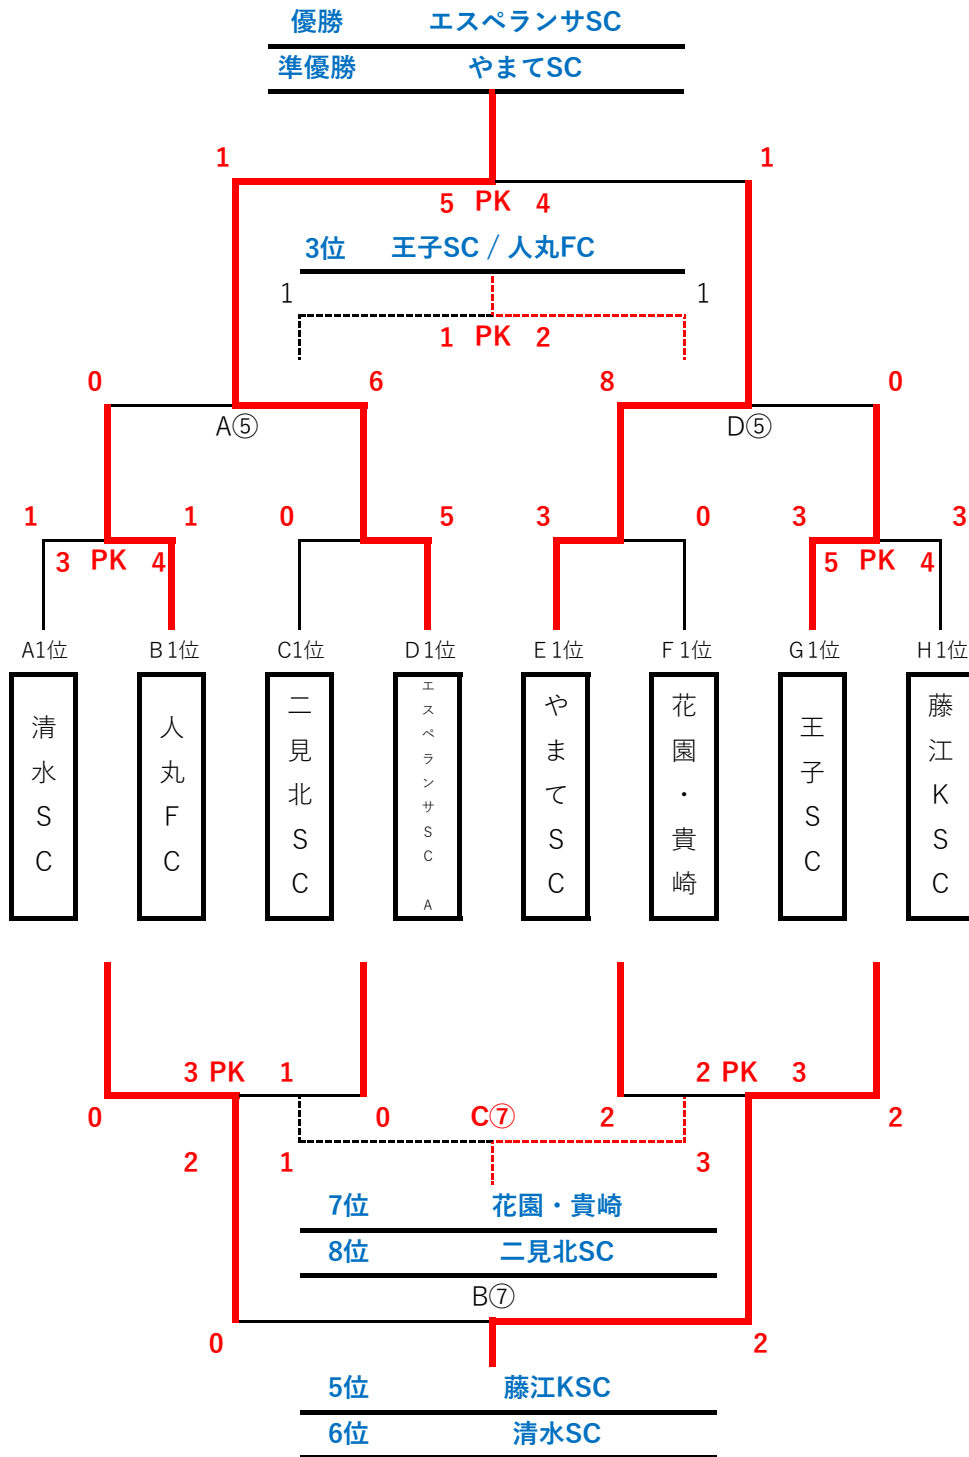 優勝 エスペランサSC
準優勝 やまてSC
1 1
5 PK 4
3位 王子SC / 人丸FC
1 1
1 PK 2
0 6 8 0
A⑤ D⑤
1 1 0 5 3 0 3 3
3 PK 4 5 PK 4
A1位 B1位 C1位 D1位 E1位 F1位 G1位 H1位
清水SC
人丸FC
二見北SC
エスペランサSC A
やまてSC
花園・貴崎
王子SC
藤江KSC
3 PK 1 2 PK 3
0 0 C⑦ 2 2
2 1 3
7位 花園・貴崎
8位 二見北SC
B⑦
0 2
5位 藤江KSC
6位 清水SC